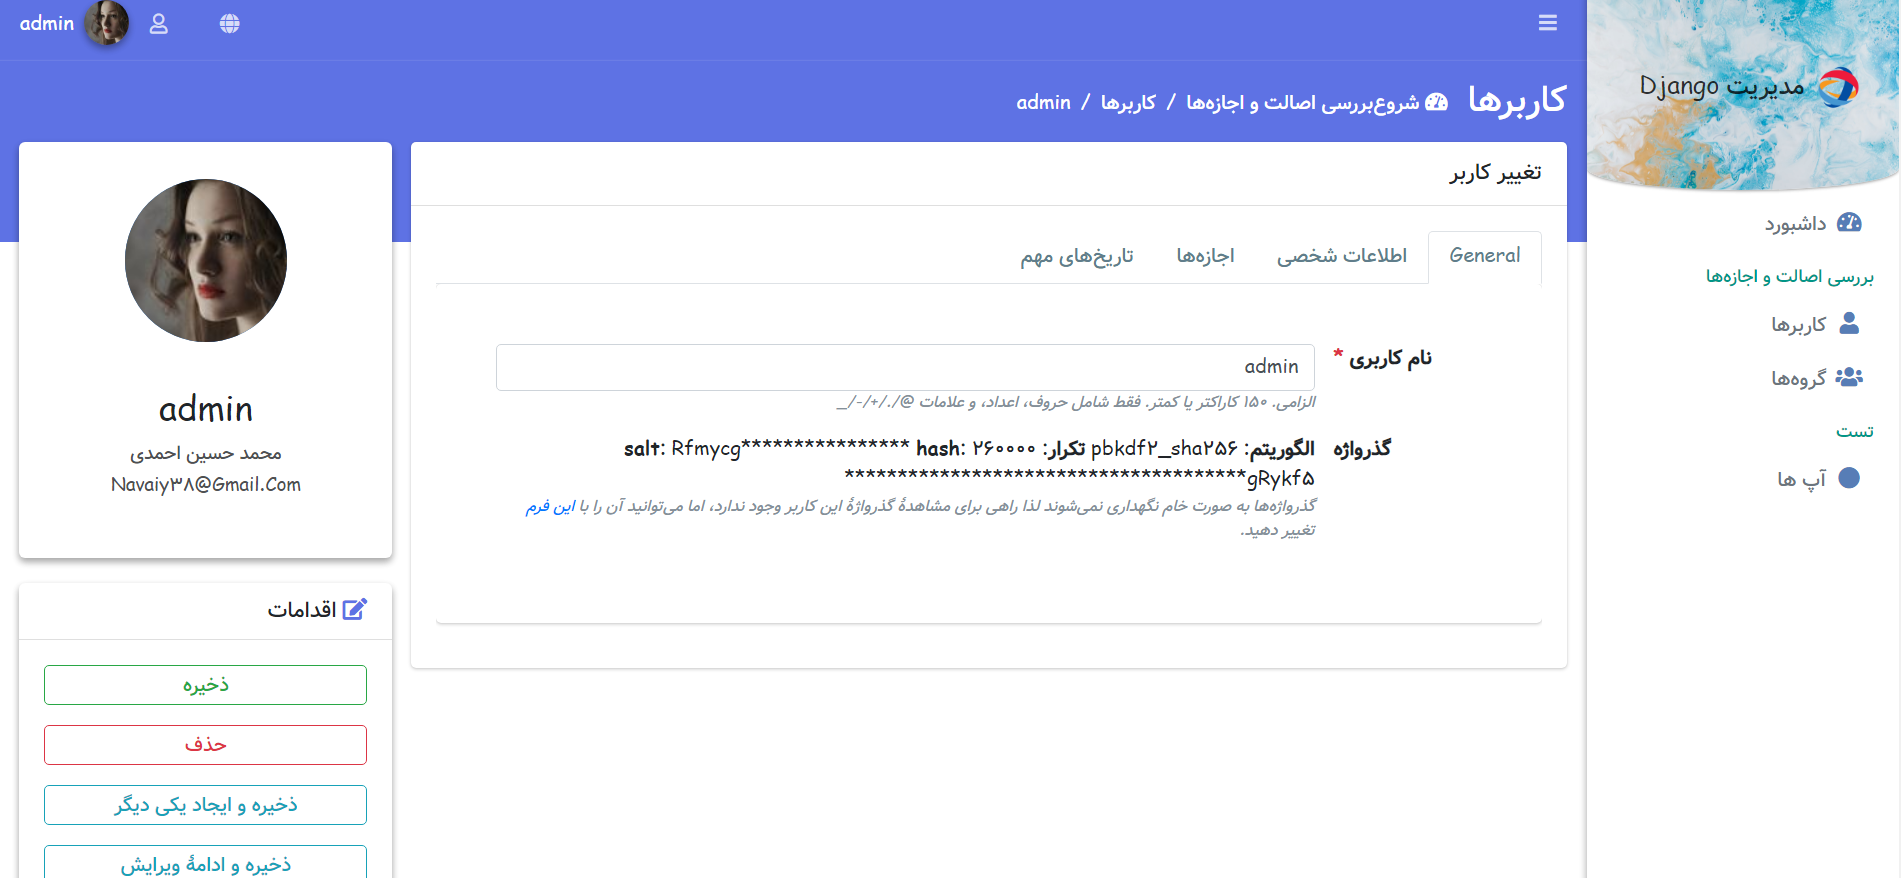 admin
مدیریت Django
کاربرها
شروع‌بررسی اصالت و اجازه‌ها / کاربرها / admin
داشبورد
بررسی اصالت و اجازه‌ها
کاربرها
گروه‌ها
تست
آپ ها
تغییر کاربر
General
اطلاعات شخصی
اجازه‌ها
تاریخ‌های مهم
نام کاربری *
admin
الزامی. ۱۵۰ کاراکتر یا کمتر. فقط شامل حروف، اعداد، و علامات @/./+/-/_
گذرواژه
الگوریتم: pbkdf۲_sha۲۵۶ تکرار: ۲۶۰۰۰۰ salt: Rfmycg**************** hash:
gRykf۵**************************************
گذرواژه‌ها به صورت خام نگهداری نمی‌شوند لذا راهی برای مشاهدهٔ گذرواژهٔ این کاربر وجود ندارد، اما می‌توانید آن را با این فرم
تغییر دهید.
admin
محمد حسین احمدی
Navaiy۳۸@Gmail.Com
اقدامات
ذخیره
حذف
ذخیره و ایجاد یکی دیگر
ذخیره و ادامهٔ ویرایش